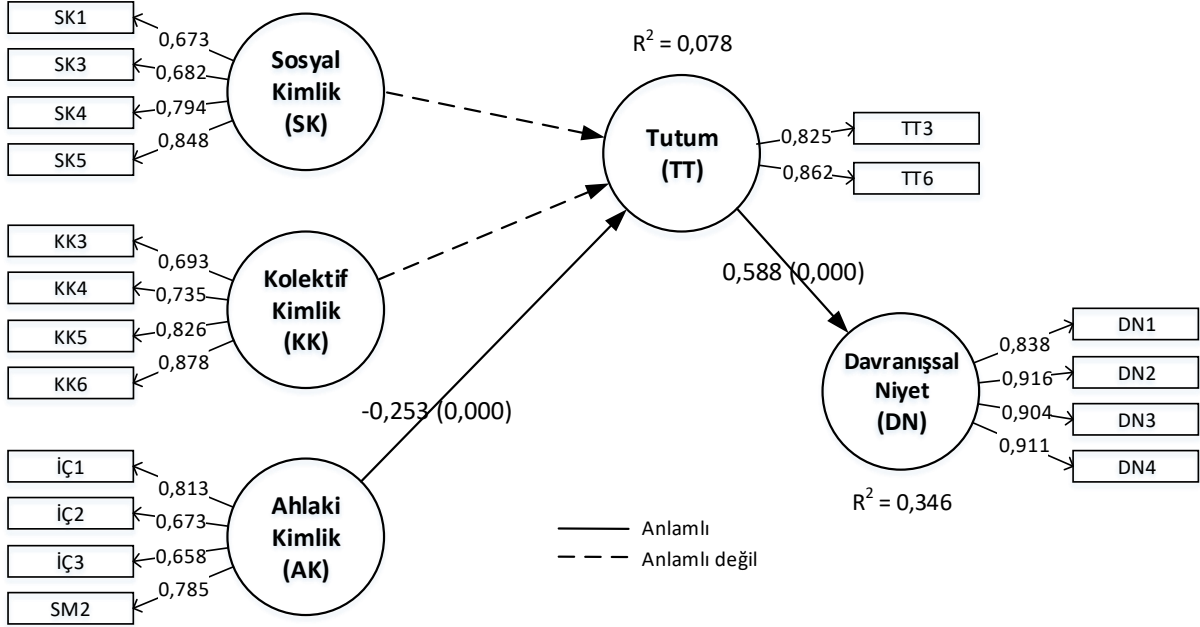 SK1
SK3
SK4
SK5
0,673
0,682
0,794
0,848
Sosyal
Kimlik
(SK)
KK3
KK4
KK5
KK6
0,693
0,735
0,826
0,878
Kolektif
Kimlik
(KK)
İÇ1
İÇ2
İÇ3
SM2
0,813
0,673
0,658
0,785
Ahlaki
Kimlik
(AK)
-0,253 (0,000)
R² = 0,078
Tutum
(TT)
0,825
0,862
TT3
TT6
0,588 (0,000)
Davranışsal
Niyet
(DN)
R² = 0,346
0,838
0,916
0,904
0,911
DN1
DN2
DN3
DN4
Anlamlı
Anlamlı değil